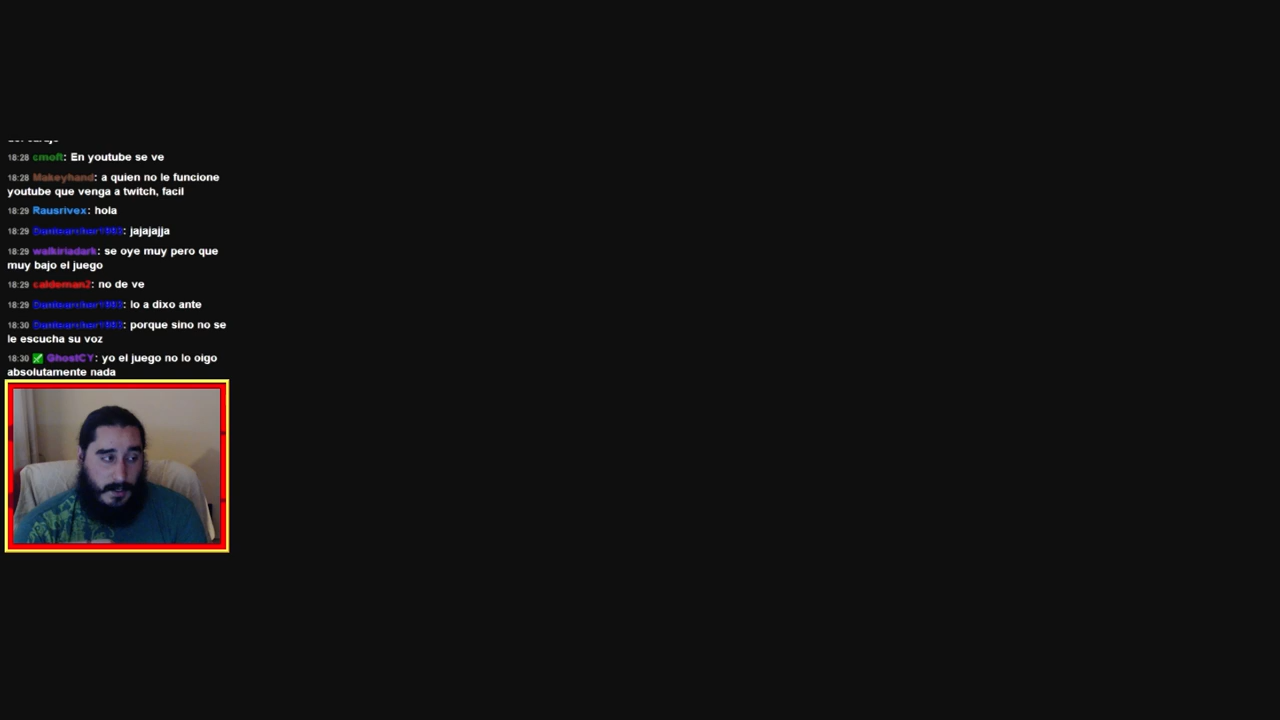 18:28 cmoft: En youtube se ve
18:28 Makeyhand: a quien no le funcione
youtube que venga a twitch, facil
18:29 Rausrivex: hola
18:29 : jajajajja
18:29 walkiriadark: se oye muy pero que
muy bajo el juego
18:29 caldoman2: no de ve
18:29 : lo a dixo ante
18:30 : porque sino no se
le escucha su voz
18:30 GhostCY: yo el juego no lo oigo
absolutamente nada